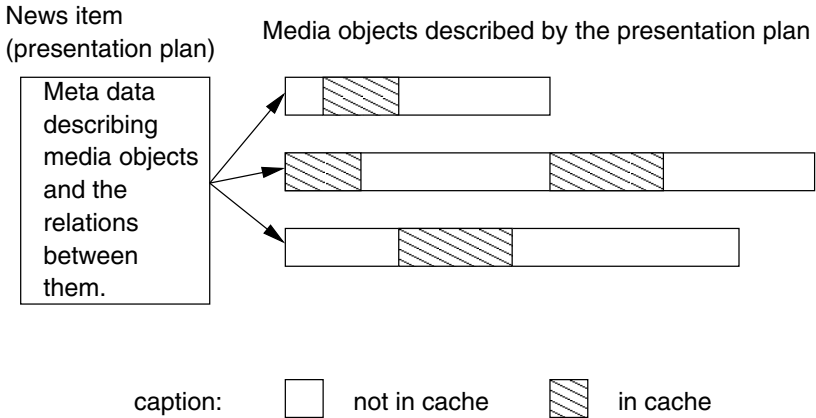 News item
(presentation plan)
Media objects described by the presentation plan
Meta data
describing
media objects
and the
relations
between
them.
caption:
not in cache
in cache